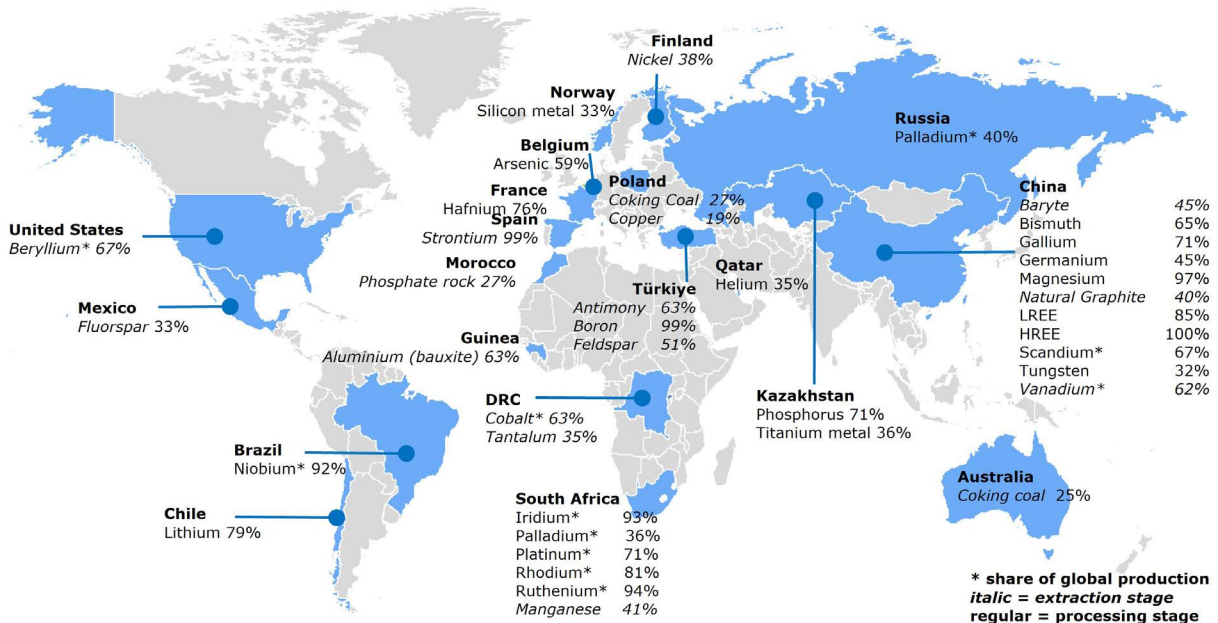 Finland
Nickel 38%
Norway
Silicon metal 33%
Russia
Palladium* 40%
Belgium
Arsenic 59%
France
Hafnium 76%
Poland
Coking Coal 27%
Copper 19%
China
Baryte 45%
Bismuth 65%
Gallium 71%
Germanium 45%
Magnesium 97%
Natural Graphite 40%
LREE 85%
HREE 100%
Scandium* 67%
Tungsten 32%
Vanadium* 62%
United States
Beryllium* 67%
Spain
Strontium 99%
Morocco
Phosphate rock 27%
Qatar
Helium 35%
Türkiye
Antimony 63%
Boron 99%
Feldspar 51%
Mexico
Fluorspar 33%
Guinea
Aluminium (bauxite) 63%
DRC
Cobalt* 63%
Tantalum 35%
Kazakhstan
Phosphorus 71%
Titanium metal 36%
Brazil
Niobium* 92%
Chile
Lithium 79%
South Africa
Iridium* 93%
Palladium* 36%
Platinum* 71%
Rhodium* 81%
Ruthenium* 94%
Manganese 41%
Australia
Coking coal 25%
* share of global production
italic = extraction stage
regular = processing stage